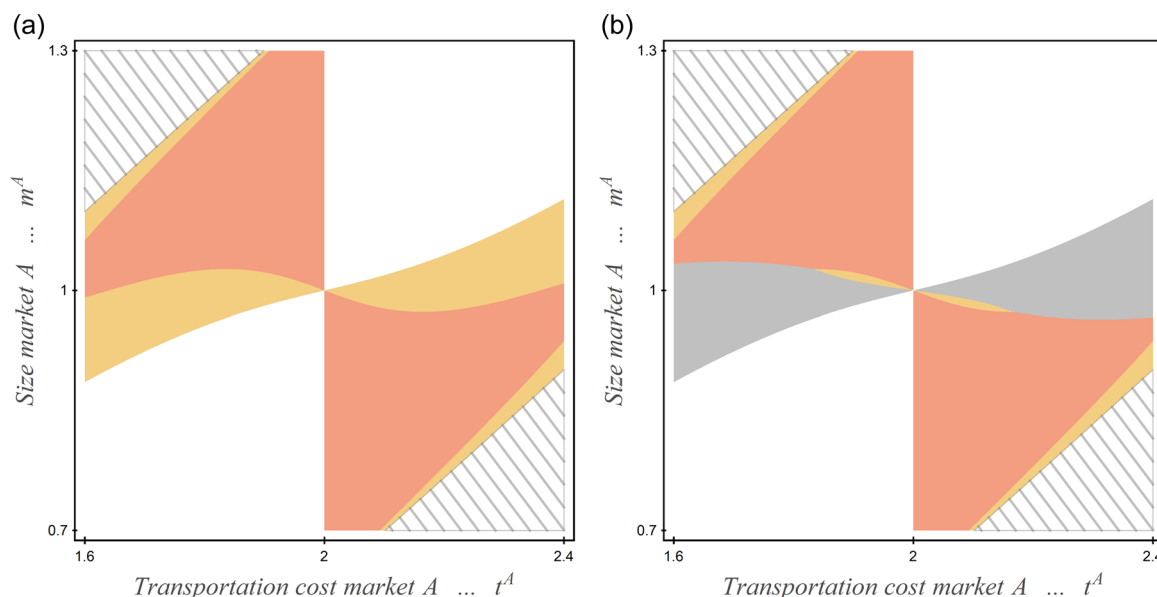 (a)
(b)
1.3
1
0.7
Size market A ... m^A
1.6
2
2.4
Transportation cost market A ... t^A
1.3
1
0.7
Size market A ... m^A
1.6
2
2.4
Transportation cost market A ... t^A